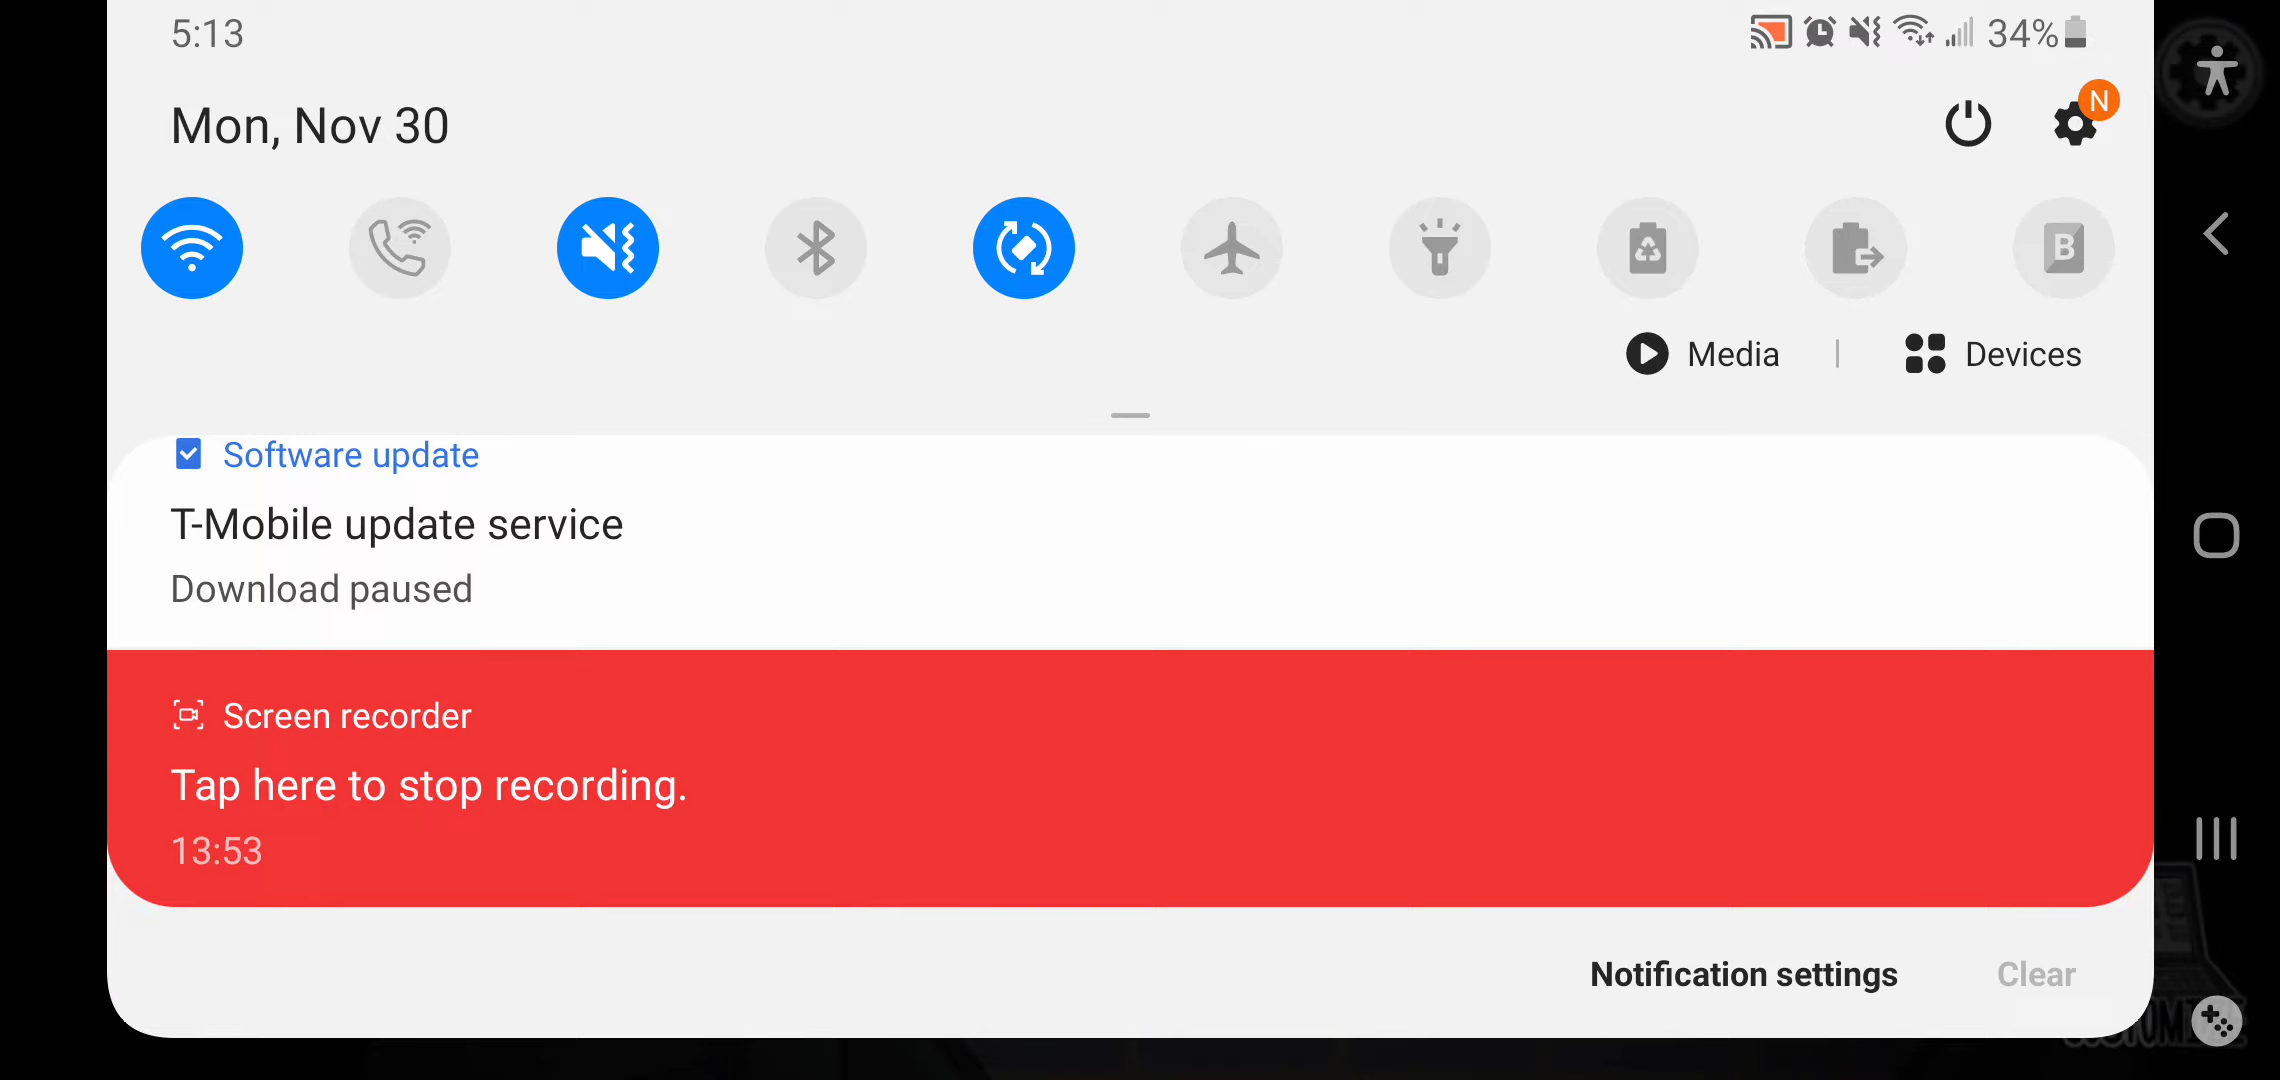 5:13
34%
Mon, Nov 30
N
B
Media | Devices
Software update
T-Mobile update service
Download paused
Screen recorder
Tap here to stop recording.
13:53
Notification settings
Clear